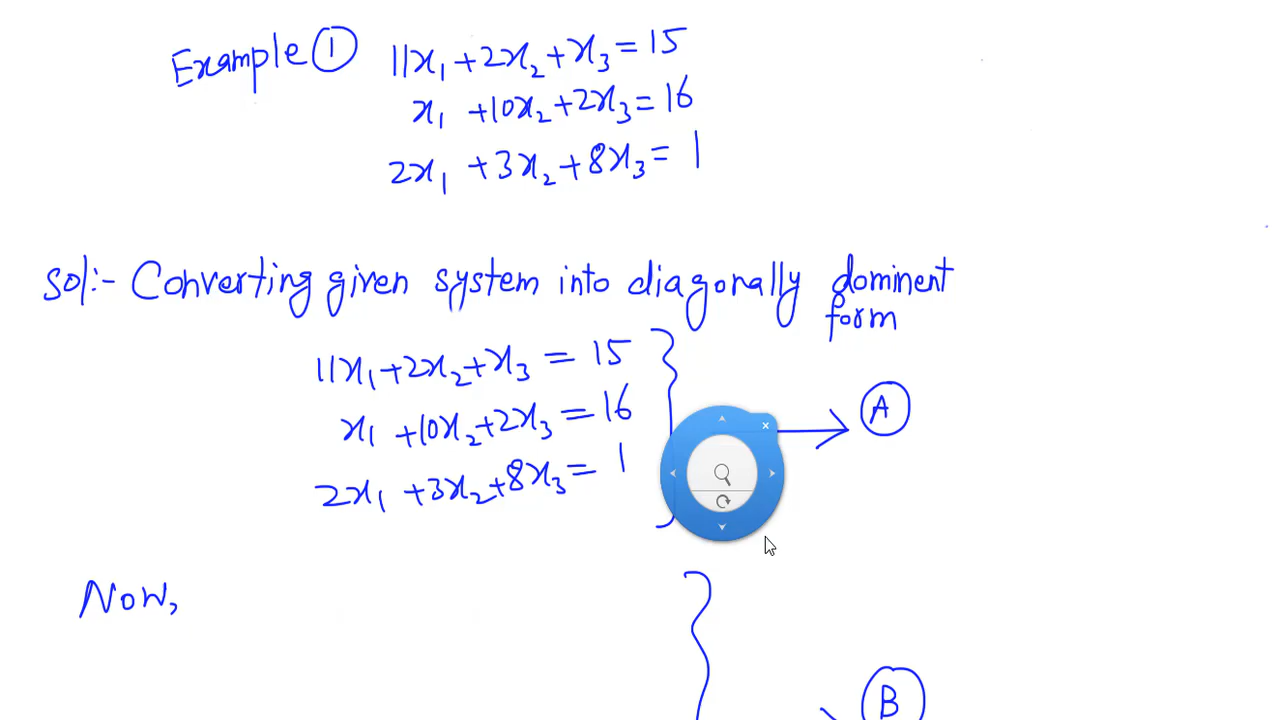 Example ① 11x₁ + 2x₂ + x₃ = 15
x₁ + 10x₂ + 2x₃ = 16
2x₁ + 3x₂ + 8x₃ = 1
Sol:- Converting given system into diagonally dominent
form
11x₁ + 2x₂ + x₃ = 15
x₁ + 10x₂ + 2x₃ = 16 → Ⓐ
2x₁ + 3x₂ + 8x₃ = 1
Now,
Ⓑ